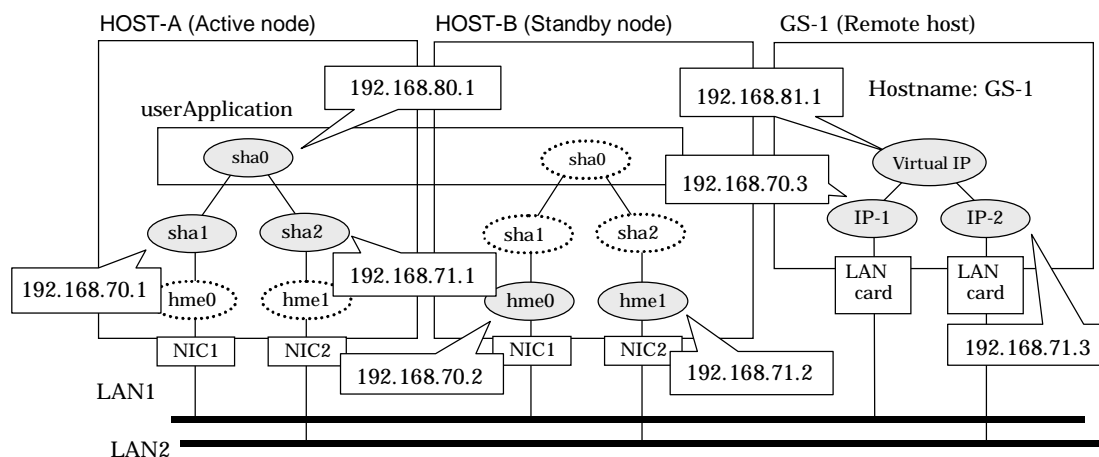 HOST-A (Active node)
HOST-B (Standby node)
GS-1 (Remote host)
192.168.80.1
192.168.81.1
Hostname: GS-1
userApplication
sha0
sha0
Virtual IP
192.168.70.3
sha1
sha2
sha1
sha2
IP-1
IP-2
192.168.70.1
192.168.71.1
LAN
card
LAN
card
hme0
hme1
hme0
hme1
NIC1
NIC2
192.168.70.2
NIC1
NIC2
192.168.71.2
192.168.71.3
LAN1
LAN2